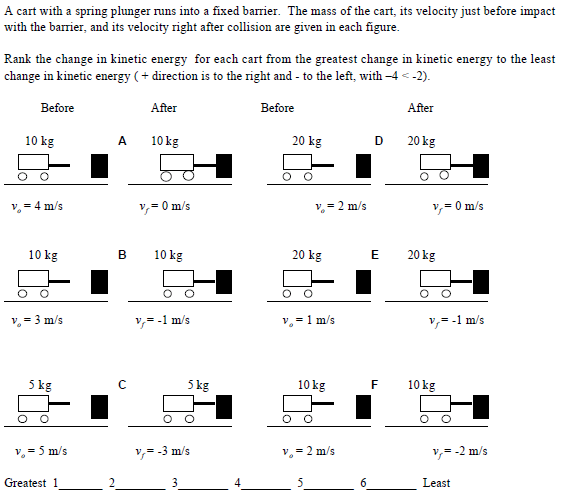 A cart with a spring plunger runs into a fixed barrier. The mass of the cart, its velocity just before impact
with the barrier, and its velocity right after collision are given in each figure.
Rank the change in kinetic energy for each cart from the greatest change in kinetic energy to the least
change in kinetic energy ( + direction is to the right and - to the left, with –4 < -2).
Before After Before After
10 kg A 10 kg 20 kg D 20 kg
vₒ = 4 m/s v_f = 0 m/s vₒ = 2 m/s v_f = 0 m/s
10 kg B 10 kg 20 kg E 20 kg
vₒ = 3 m/s v_f = -1 m/s vₒ = 1 m/s v_f = -1 m/s
5 kg C 5 kg 10 kg F 10 kg
vₒ = 5 m/s v_f = -3 m/s vₒ = 2 m/s v_f = -2 m/s
Greatest 1______ 2______ 3______ 4______ 5______ 6______ Least